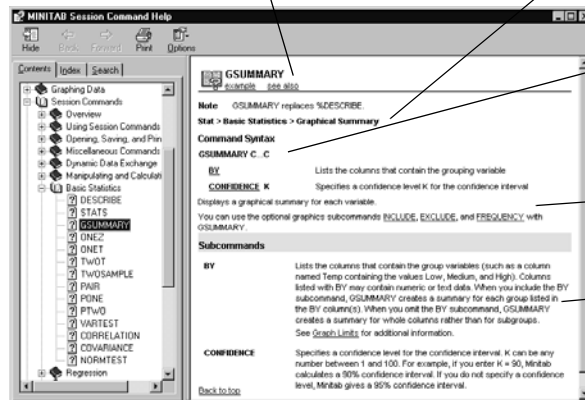 MINITAB Session Command Help
Hide Back Forward Print Options
Contents Index Search
Graphing Data
Session Commands
Overview
Using Session Commands
Opening, Saving, and Prin
Miscellaneous Commands
Dynamic Data Exchange
Manipulating and Calculati
Basic Statistics
DESCRIBE
STATS
GSUMMARY
ONEZ
ONET
TWOT
TWOSAMPLE
PAIR
PONE
PTWO
VARTEST
CORRELATION
COVARIANCE
NORMTEST
Regression
GSUMMARY
example see also
Note GSUMMARY replaces %DESCRIBE.
Stat > Basic Statistics > Graphical Summary
Command Syntax
GSUMMARY C...C
BY Lists the columns that contain the grouping variable
CONFIDENCE K Specifies a confidence level K for the confidence interval
Displays a graphical summary for each variable.
You can use the optional graphics subcommands INCLUDE, EXCLUDE, and FREQUENCY with
GSUMMARY.
Subcommands
BY Lists the columns that contain the group variables (such as a column
named Temp containing the values Low, Medium, and High). Columns
listed with BY may contain numeric or text data. When you include the BY
subcommand, GSUMMARY creates a summary for each group listed in
the BY column(s). When you omit the BY subcommand, GSUMMARY
creates a summary for whole columns rather than for subgroups.
See Graph Limits for additional information.
CONFIDENCE Specifies a confidence level for the confidence interval. K can be any
number between 1 and 100. For example, if you enter K = 90, Minitab
calculates a 90% confidence interval. If you do not specify a confidence
level, Minitab gives a 95% confidence interval.
Back to top